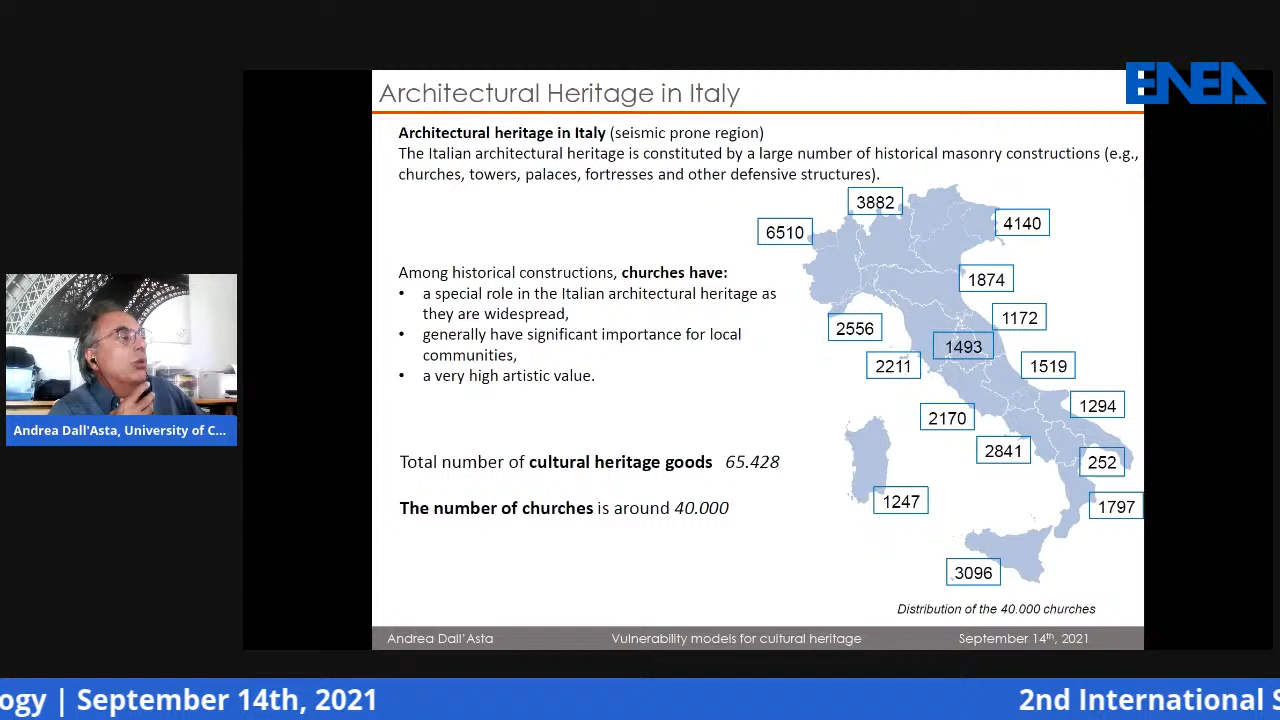 ENEA
Architectural Heritage in Italy
Architectural heritage in Italy (seismic prone region)
The Italian architectural heritage is constituted by a large number of historical masonry constructions (e.g.,
churches, towers, palaces, fortresses and other defensive structures).
3882
6510
4140
Among historical constructions, churches have:
• a special role in the Italian architectural heritage as
they are widespread,
• generally have significant importance for local
communities,
• a very high artistic value.
1874
1172
2556
1493
2211
1519
1294
2170
2841
252
Total number of cultural heritage goods 65.428
1247
1797
The number of churches is around 40.000
3096
Distribution of the 40.000 churches
Andrea Dall'Asta, University of C...
Andrea Dall'Asta Vulnerability models for cultural heritage September 14th, 2021
ogy | September 14th, 2021 2nd International S